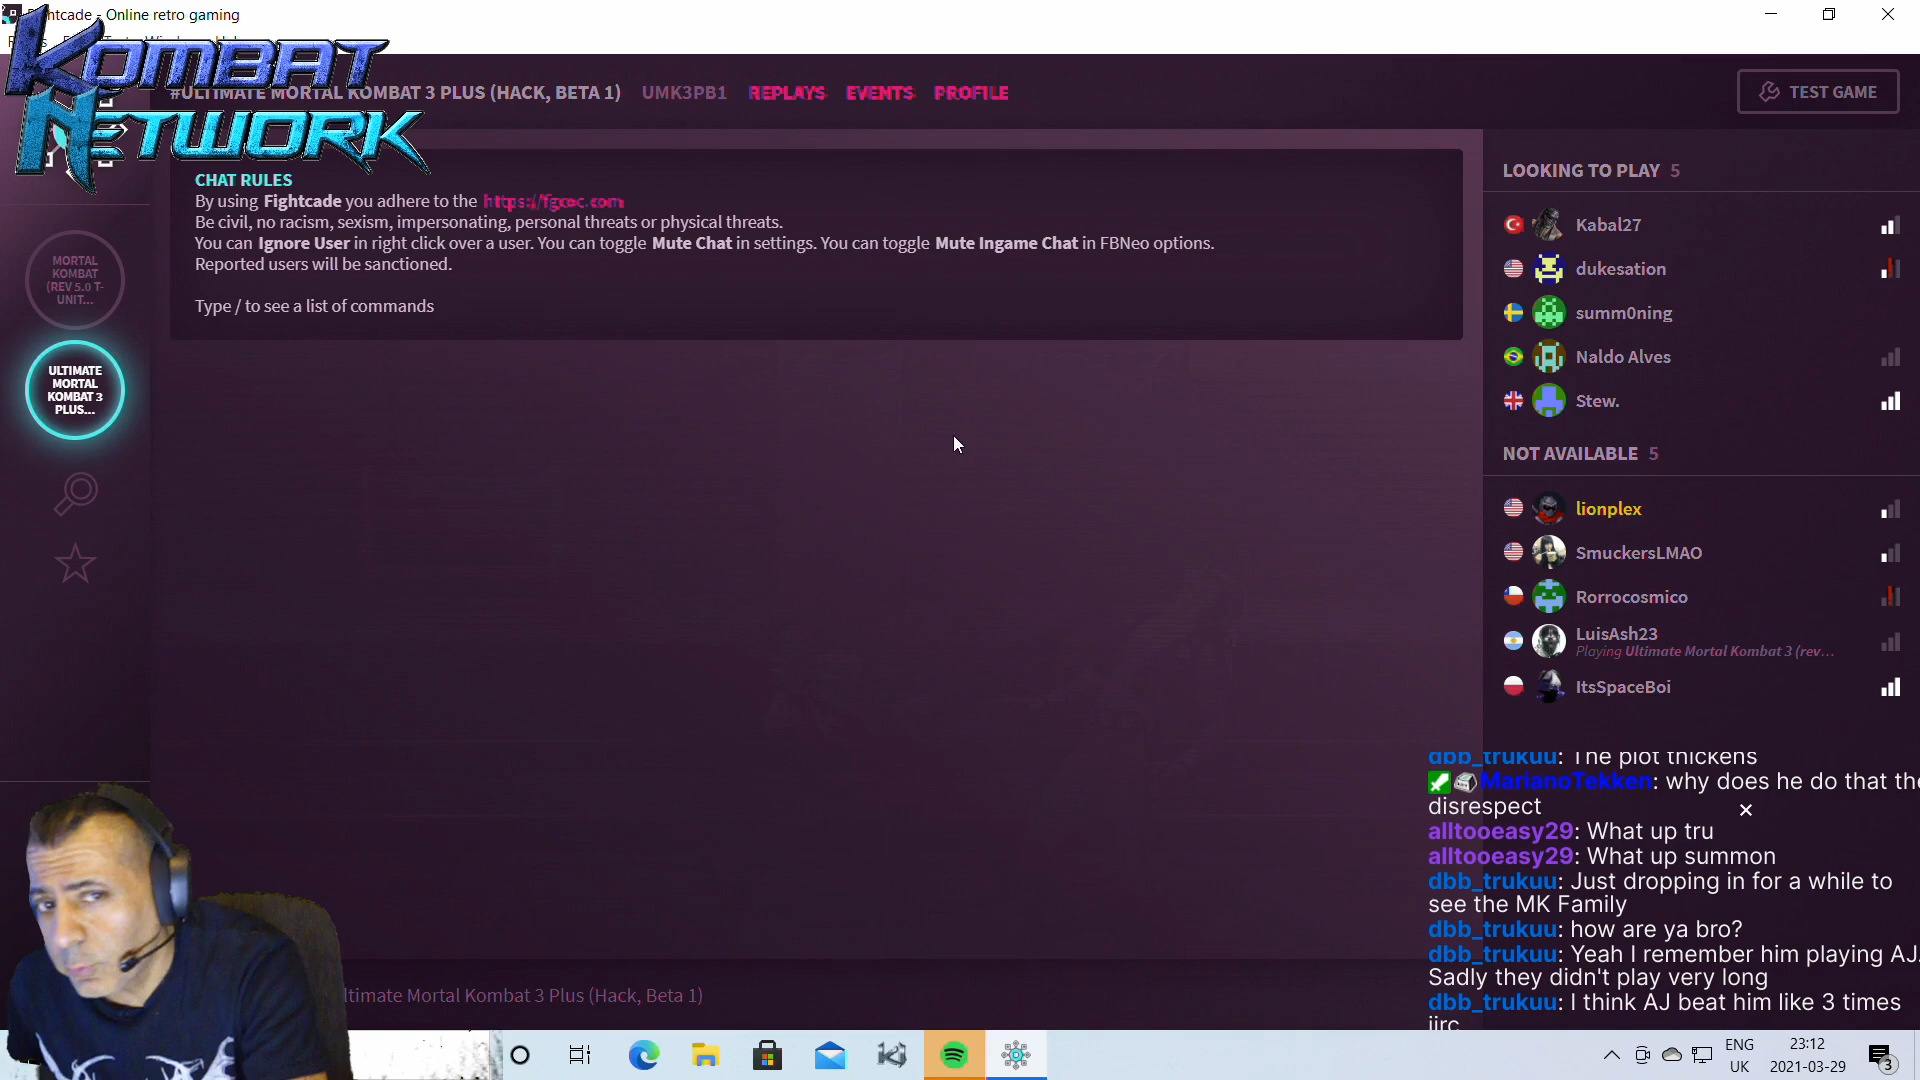 Fightcade - Online retro gaming
KOMBAT
NETWORK
#ULTIMATE MORTAL KOMBAT 3 PLUS (HACK, BETA 1) UMK3PB1 REPLAYS EVENTS PROFILE
TEST GAME
CHAT RULES
By using Fightcade you adhere to the https://fgcoc.com
Be civil, no racism, sexism, impersonating, personal threats or physical threats.
You can Ignore User in right click over a user. You can toggle Mute Chat in settings. You can toggle Mute Ingame Chat in FBNeo options.
Reported users will be sanctioned.
Type / to see a list of commands
MORTAL
KOMBAT
(REV 5.0 T-
UNIT...
ULTIMATE
MORTAL
KOMBAT 3
PLUS...
LOOKING TO PLAY 5
Kabal27
dukesation
summ0ning
Naldo Alves
Stew.
NOT AVAILABLE 5
lionplex
SmuckersLMAO
Rorrocosmico
LuisAsh23
Playing Ultimate Mortal Kombat 3 (rev...
ItsSpaceBoi
dbb_trukuu: The plot thickens
MarianoTekken: why does he do that the
disrespect
alltooeasy29: What up tru
alltooeasy29: What up summon
dbb_trukuu: Just dropping in for a while to
see the MK Family
dbb_trukuu: how are ya bro?
dbb_trukuu: Yeah I remember him playing AJ.
Sadly they didn't play very long
dbb_trukuu: I think AJ beat him like 3 times
iirc
ltimate Mortal Kombat 3 Plus (Hack, Beta 1)
ENG
UK
23:12
2021-03-29
3